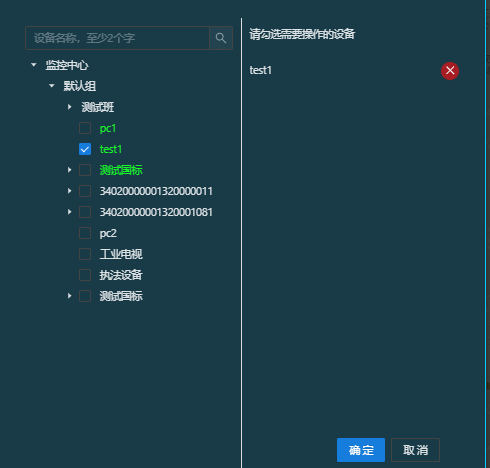 设备名称，至少2个字
监控中心
默认组
测试班
pc1
test1
测试国标
34020000001320000011
34020000001320001081
pc2
工业电视
执法设备
测试国标
请勾选需要操作的设备
test1
确定
取消